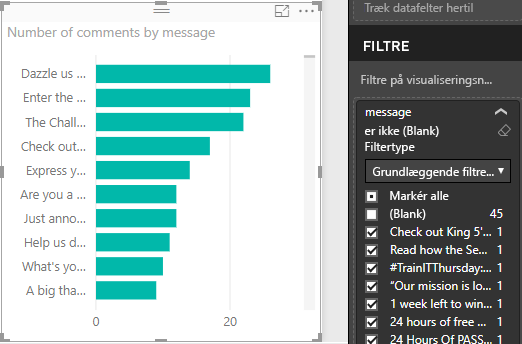 Number of comments by message
Dazzle us ...
Enter the ...
The Chall...
Check out...
Express y...
Are you a ...
Just anno...
Help us d...
What's yo...
A big tha...
0 20
Træk datafelter hertil
FILTRE
Filtre på visualiseringsn...
message
er ikke (Blank)
Filtertype
Grundlæggende filtre...
Markér alle
(Blank) 45
Check out King 5'... 1
Read how the Se... 1
#TrainITThursday:... 1
“Our mission is lo... 1
1 week left to win... 1
24 hours of free ... 1
24 Hours Of PASS... 1